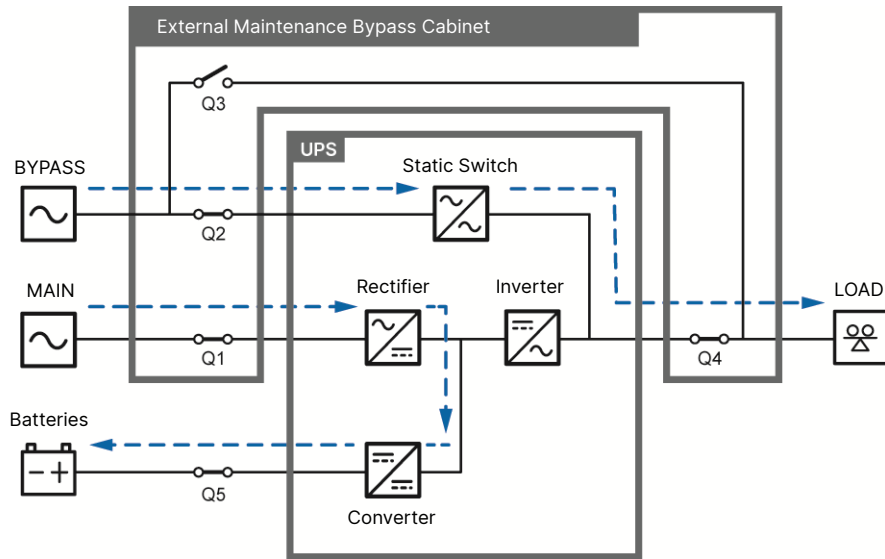 External Maintenance Bypass Cabinet
Q3
UPS
BYPASS
Static Switch
Q2
MAIN
Rectifier
Inverter
LOAD
Q1
Q4
Batteries
Q5
Converter